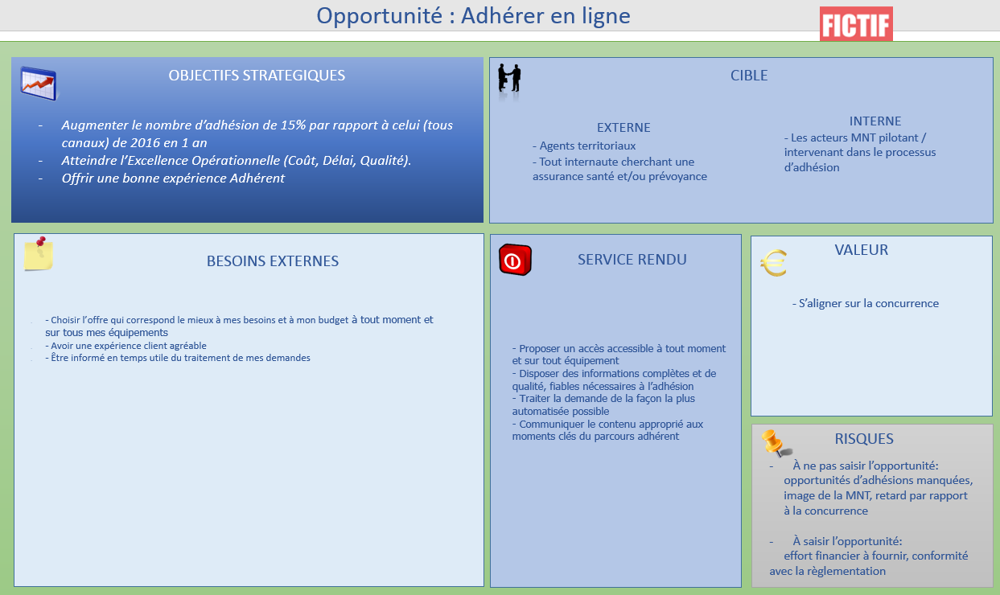 Opportunité : Adhérer en ligne
FICTIF
OBJECTIFS STRATEGIQUES
- Augmenter le nombre d’adhésion de 15% par rapport à celui (tous
canaux) de 2016 en 1 an
- Atteindre l’Excellence Opérationnelle (Coût, Délai, Qualité).
- Offrir une bonne expérience Adhérent
CIBLE
EXTERNE
- Agents territoriaux
- Tout internaute cherchant une
assurance santé et/ou prévoyance
INTERNE
- Les acteurs MNT pilotant /
intervenant dans le processus
d’adhésion
BESOINS EXTERNES
- Choisir l’offre qui correspond le mieux à mes besoins et à mon budget à tout moment et
sur tous mes équipements
- Avoir une expérience client agréable
- Être informé en temps utile du traitement de mes demandes
SERVICE RENDU
- Proposer un accès accessible à tout moment
et sur tout équipement
- Disposer des informations complètes et de
qualité, fiables nécessaires à l’adhésion
- Traiter la demande de la façon la plus
automatisée possible
- Communiquer le contenu approprié aux
moments clés du parcours adhérent
VALEUR
- S’aligner sur la concurrence
RISQUES
- À ne pas saisir l’opportunité:
opportunités d’adhésions manquées,
image de la MNT, retard par rapport
à la concurrence
- À saisir l’opportunité:
effort financier à fournir, conformité
avec la règlementation